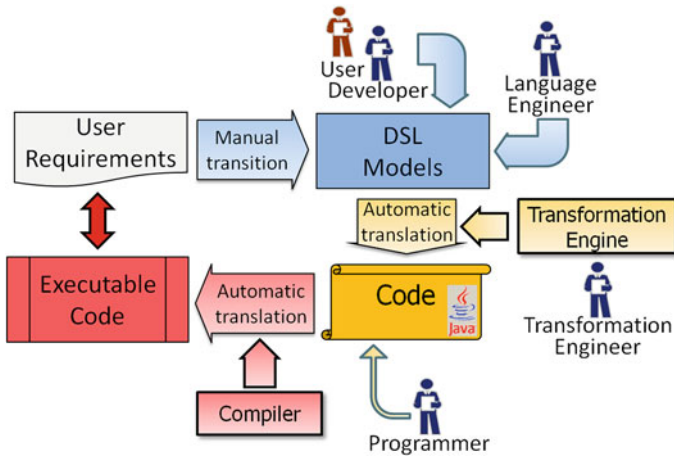 User
Developer
Language
Engineer
User
Requirements
Manual
transition
DSL
Models
Automatic
translation
Transformation
Engine
Executable
Code
Automatic
translation
Code
Java
Transformation
Engineer
Compiler
Programmer